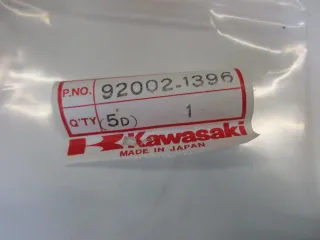 P.NO. 92002-1396
Q'TY (5D) 1
Kawasaki
MADE IN JAPAN